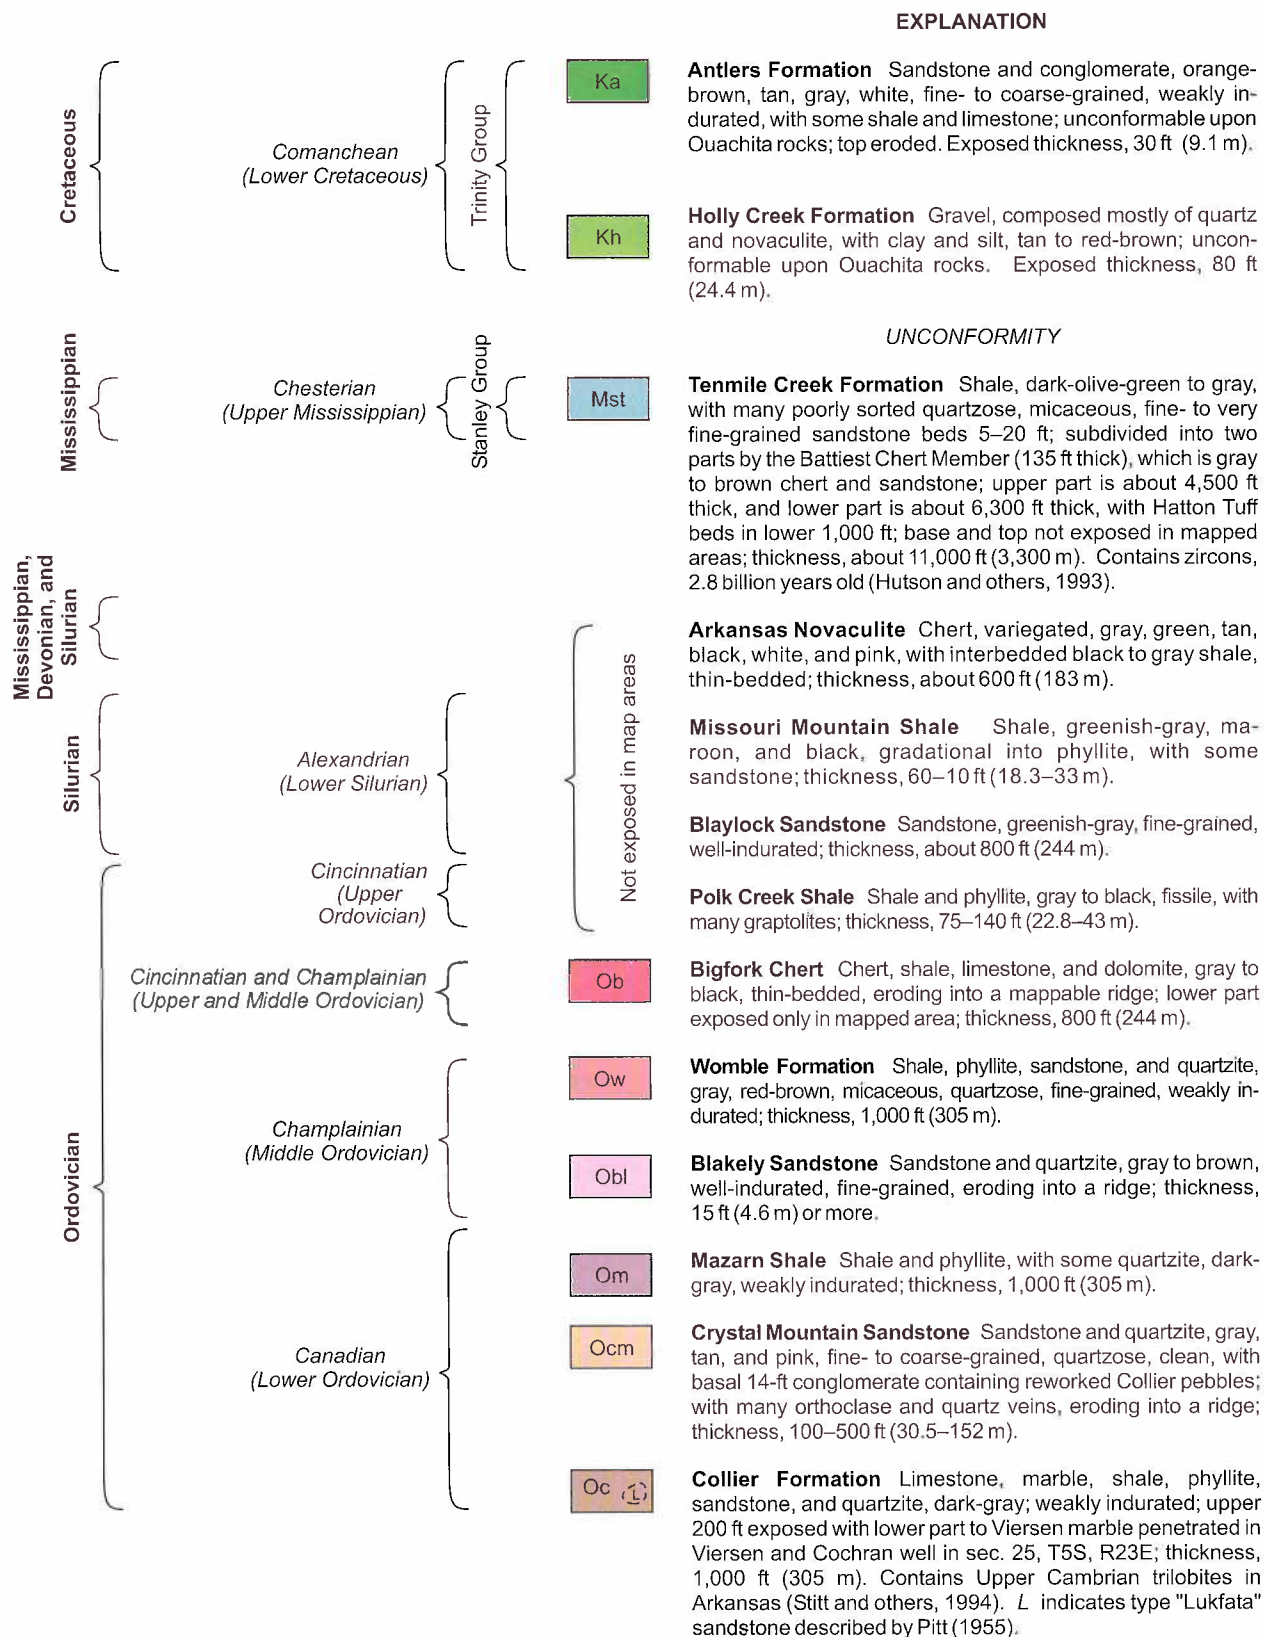 EXPLANATION
Cretaceous
Comanchean
(Lower Cretaceous)
Trinity Group
Ka
Antlers Formation Sandstone and conglomerate, orange-
brown, tan, gray, white, fine- to coarse-grained, weakly in-
durated, with some shale and limestone; unconformable upon
Ouachita rocks; top eroded. Exposed thickness, 30 ft (9.1 m).
Kh
Holly Creek Formation Gravel, composed mostly of quartz
and novaculite, with clay and silt, tan to red-brown; uncon-
formable upon Ouachita rocks. Exposed thickness, 80 ft
(24.4 m).
UNCONFORMITY
Mississippian
Chesterian
(Upper Mississippian)
Stanley Group
Mst
Tenmile Creek Formation Shale, dark-olive-green to gray,
with many poorly sorted quartzose, micaceous, fine- to very
fine-grained sandstone beds 5–20 ft; subdivided into two
parts by the Battiest Chert Member (135 ft thick), which is gray
to brown chert and sandstone; upper part is about 4,500 ft
thick, and lower part is about 6,300 ft thick, with Hatton Tuff
beds in lower 1,000 ft; base and top not exposed in mapped
areas; thickness, about 11,000 ft (3,300 m). Contains zircons,
2.8 billion years old (Hutson and others, 1993).
Mississippian,
Devonian, and
Silurian
Not exposed in map areas
Arkansas Novaculite Chert, variegated, gray, green, tan,
black, white, and pink, with interbedded black to gray shale,
thin-bedded; thickness, about 600 ft (183 m).
Silurian
Alexandrian
(Lower Silurian)
Missouri Mountain Shale Shale, greenish-gray, ma-
roon, and black, gradational into phyllite, with some
sandstone; thickness, 60–10 ft (18.3–33 m).
Blaylock Sandstone Sandstone, greenish-gray, fine-grained,
well-indurated; thickness, about 800 ft (244 m).
Ordovician
Cincinnatian
(Upper
Ordovician)
Polk Creek Shale Shale and phyllite, gray to black, fissile, with
many graptolites; thickness, 75–140 ft (22.8–43 m).
Cincinnatian and Champlainian
(Upper and Middle Ordovician)
Ob
Bigfork Chert Chert, shale, limestone, and dolomite, gray to
black, thin-bedded, eroding into a mappable ridge; lower part
exposed only in mapped area; thickness, 800 ft (244 m).
Champlainian
(Middle Ordovician)
Ow
Womble Formation Shale, phyllite, sandstone, and quartzite,
gray, red-brown, micaceous, quartzose, fine-grained, weakly in-
durated; thickness, 1,000 ft (305 m).
Obl
Blakely Sandstone Sandstone and quartzite, gray to brown,
well-indurated, fine-grained, eroding into a ridge; thickness,
15 ft (4.6 m) or more.
Canadian
(Lower Ordovician)
Om
Mazarn Shale Shale and phyllite, with some quartzite, dark-
gray, weakly indurated; thickness, 1,000 ft (305 m).
Ocm
Crystal Mountain Sandstone Sandstone and quartzite, gray,
tan, and pink, fine- to coarse-grained, quartzose, clean, with
basal 14-ft conglomerate containing reworked Collier pebbles;
with many orthoclase and quartz veins, eroding into a ridge;
thickness, 100–500 ft (30.5–152 m).
Oc L
Collier Formation Limestone, marble, shale, phyllite,
sandstone, and quartzite, dark-gray; weakly indurated; upper
200 ft exposed with lower part to Viersen marble penetrated in
Viersen and Cochran well in sec. 25, T5S, R23E; thickness,
1,000 ft (305 m). Contains Upper Cambrian trilobites in
Arkansas (Stitt and others, 1994). L indicates type "Lukfata"
sandstone described by Pitt (1955).